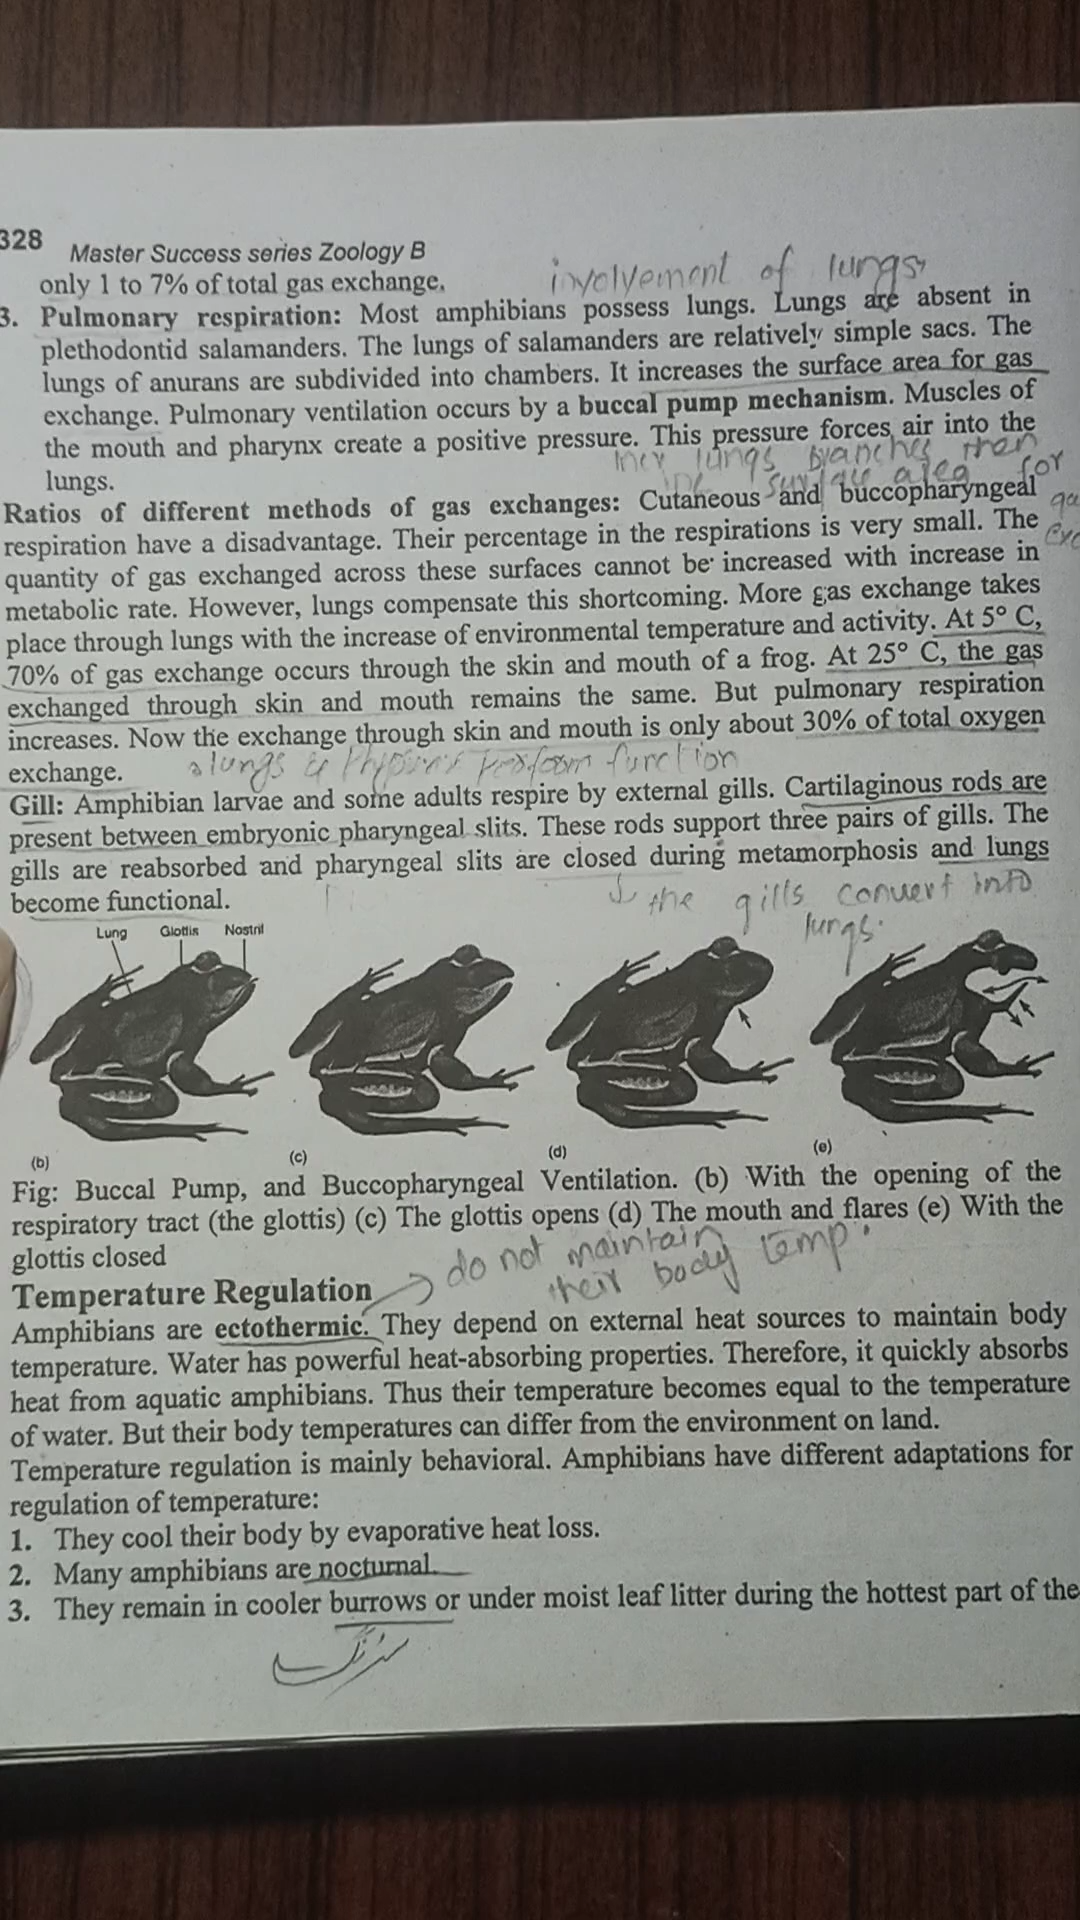 328 Master Success series Zoology B
only 1 to 7% of total gas exchange.
involvement of lungs
3. Pulmonary respiration: Most amphibians possess lungs. Lungs are absent in
plethodontid salamanders. The lungs of salamanders are relatively simple sacs. The
lungs of anurans are subdivided into chambers. It increases the surface area for gas
exchange. Pulmonary ventilation occurs by a buccal pump mechanism. Muscles of
the mouth and pharynx create a positive pressure. This pressure forces air into the
lungs.
lungs branches then
surface area for
Ratios of different methods of gas exchanges: Cutaneous and buccopharyngeal
respiration have a disadvantage. Their percentage in the respirations is very small. The
quantity of gas exchanged across these surfaces cannot be increased with increase in
metabolic rate. However, lungs compensate this shortcoming. More gas exchange takes
place through lungs with the increase of environmental temperature and activity. At 5° C,
70% of gas exchange occurs through the skin and mouth of a frog. At 25° C, the gas
exchanged through skin and mouth remains the same. But pulmonary respiration
increases. Now the exchange through skin and mouth is only about 30% of total oxygen
exchange.
lungs perform function
Gill: Amphibian larvae and some adults respire by external gills. Cartilaginous rods are
present between embryonic pharyngeal slits. These rods support three pairs of gills. The
gills are reabsorbed and pharyngeal slits are closed during metamorphosis and lungs
become functional.
the gills convert into
lungs.
Lung Glottis Nostril
(b) (c) (d) (e)
Fig: Buccal Pump, and Buccopharyngeal Ventilation. (b) With the opening of the
respiratory tract (the glottis) (c) The glottis opens (d) The mouth and flares (e) With the
glottis closed
do not maintain
their body temp.
Temperature Regulation
Amphibians are ectothermic. They depend on external heat sources to maintain body
temperature. Water has powerful heat-absorbing properties. Therefore, it quickly absorbs
heat from aquatic amphibians. Thus their temperature becomes equal to the temperature
of water. But their body temperatures can differ from the environment on land.
Temperature regulation is mainly behavioral. Amphibians have different adaptations for
regulation of temperature:
1. They cool their body by evaporative heat loss.
2. Many amphibians are nocturnal.
3. They remain in cooler burrows or under moist leaf litter during the hottest part of the